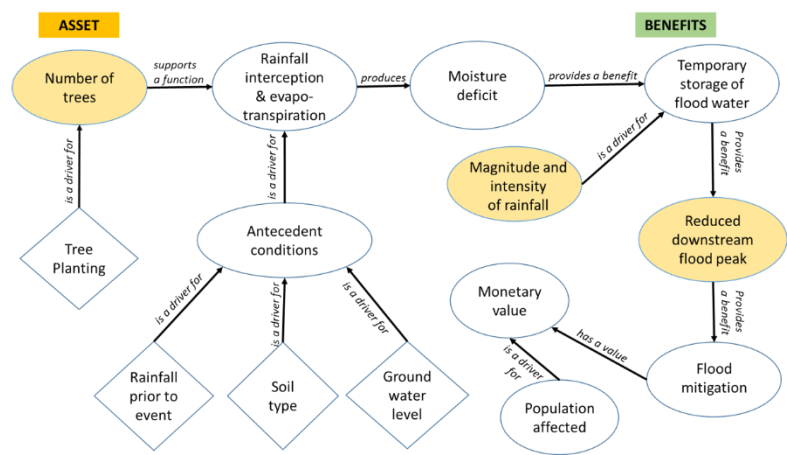 ASSET
BENEFITS
Number of
trees
supports
a function
Rainfall
interception
& evapo-
transpiration
produces
Moisture
deficit
provides a benefit
Temporary
storage of
flood water
is a driver for
is a driver for
is a driver for
Provides
a benefit
Magnitude and
intensity
of rainfall
Tree
Planting
Antecedent
conditions
Reduced
downstream
flood peak
is a driver for
is a driver for
is a driver for
Monetary
value
Provides
a benefit
has a value
is a driver
for
Rainfall
prior to
event
Soil
type
Ground
water
level
Population
affected
Flood
mitigation